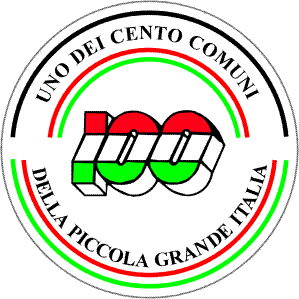 UNO DEI CENTO COMUNI
100
DELLA PICCOLA GRANDE ITALIA